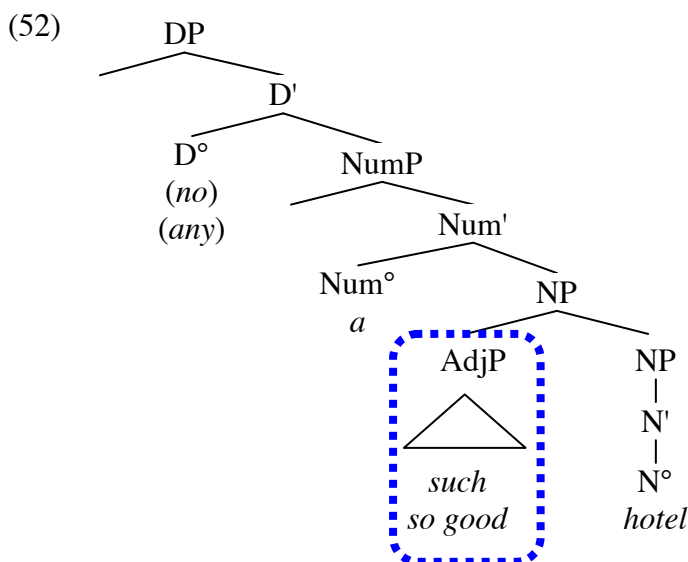 (52)
DP
D'
D° NumP
(no)
(any) Num'
Num° NP
a
AdjP NP
N'
such N°
so good hotel